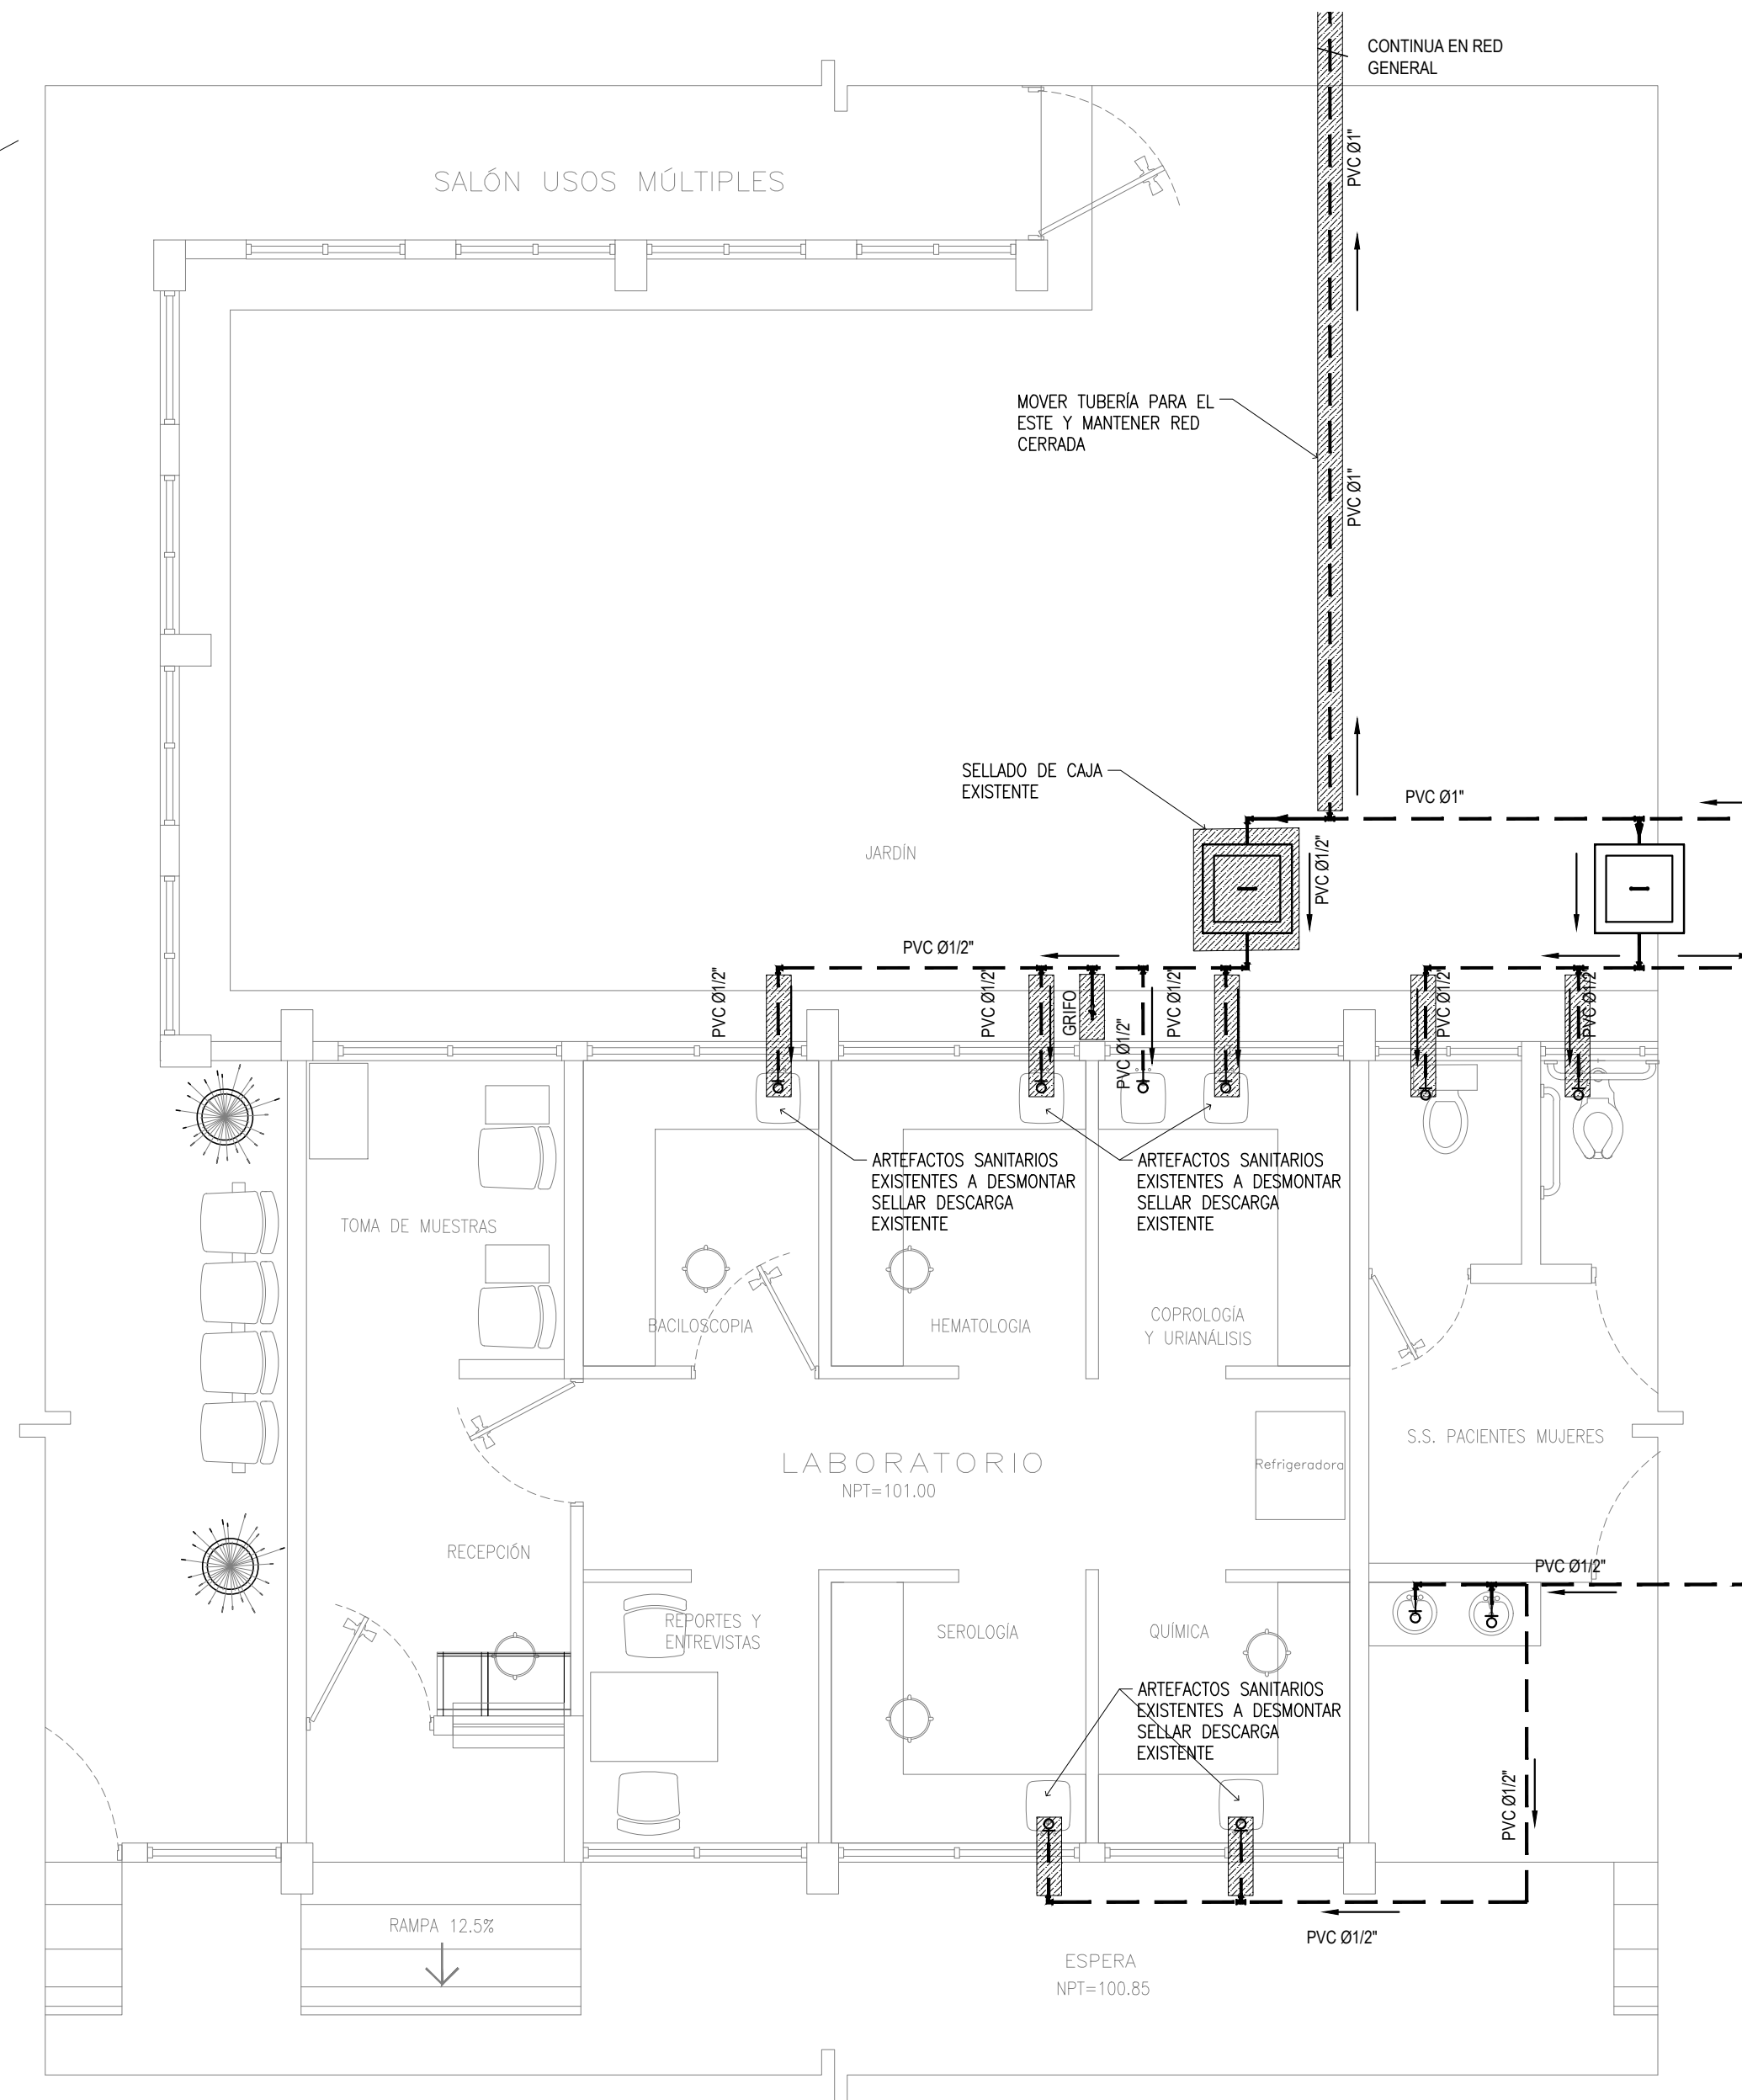 CONTINUA EN RED
GENERAL
PVC Ø1"
SALÓN USOS MÚLTIPLES
MOVER TUBERÍA PARA EL
ESTE Y MANTENER RED
CERRADA
PVC Ø1"
SELLADO DE CAJA
EXISTENTE
PVC Ø1"
JARDÍN
PVC Ø1/2"
PVC Ø1/2"
PVC Ø1/2"
PVC Ø1/2"
GRIFO
PVC Ø1/2"
PVC Ø1/2"
PVC Ø1/2"
PVC Ø1/2"
ARTEFACTOS SANITARIOS
EXISTENTES A DESMONTAR
SELLAR DESCARGA
EXISTENTE
ARTEFACTOS SANITARIOS
EXISTENTES A DESMONTAR
SELLAR DESCARGA
EXISTENTE
TOMA DE MUESTRAS
BACILOSCOPIA
HEMATOLOGIA
COPROLOGÍA
Y URIANÁLISIS
S.S. PACIENTES MUJERES
LABORATORIO
NPT=101.00
Refrigeradora
RECEPCIÓN
PVC Ø1/2"
REPORTES Y
ENTREVISTAS
SEROLOGÍA
QUÍMICA
ARTEFACTOS SANITARIOS
EXISTENTES A DESMONTAR
SELLAR DESCARGA
EXISTENTE
PVC Ø1/2"
RAMPA 12.5%
PVC Ø1/2"
ESPERA
NPT=100.85